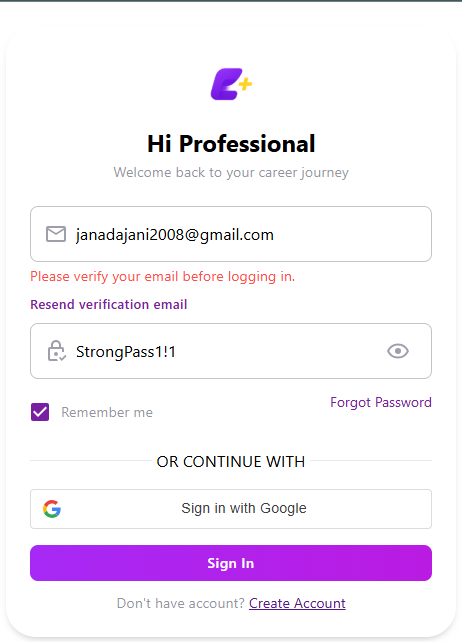 Hi Professional
Welcome back to your career journey
janadajani2008@gmail.com
Please verify your email before logging in.
Resend verification email
StrongPass1!1
Remember me
Forgot Password
OR CONTINUE WITH
Sign in with Google
Sign In
Don't have account? Create Account